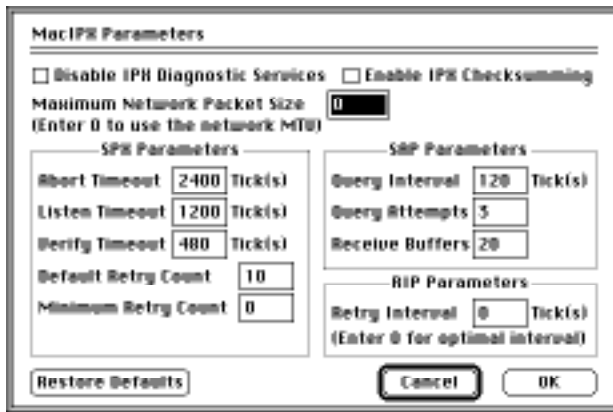 MacIPX Parameters
Disable IPX Diagnostic Services
Enable IPX Checksumming
Maximum Network Packet Size 0
(Enter 0 to use the network MTU)
SPX Parameters
Abort Timeout 2400 Tick(s)
Listen Timeout 1200 Tick(s)
Verify Timeout 480 Tick(s)
Default Retry Count 10
Minimum Retry Count 0
SAP Parameters
Query Interval 120 Tick(s)
Query Attempts 3
Receive Buffers 20
RIP Parameters
Retry Interval 0 Tick(s)
(Enter 0 for optimal interval)
Restore Defaults
Cancel
OK